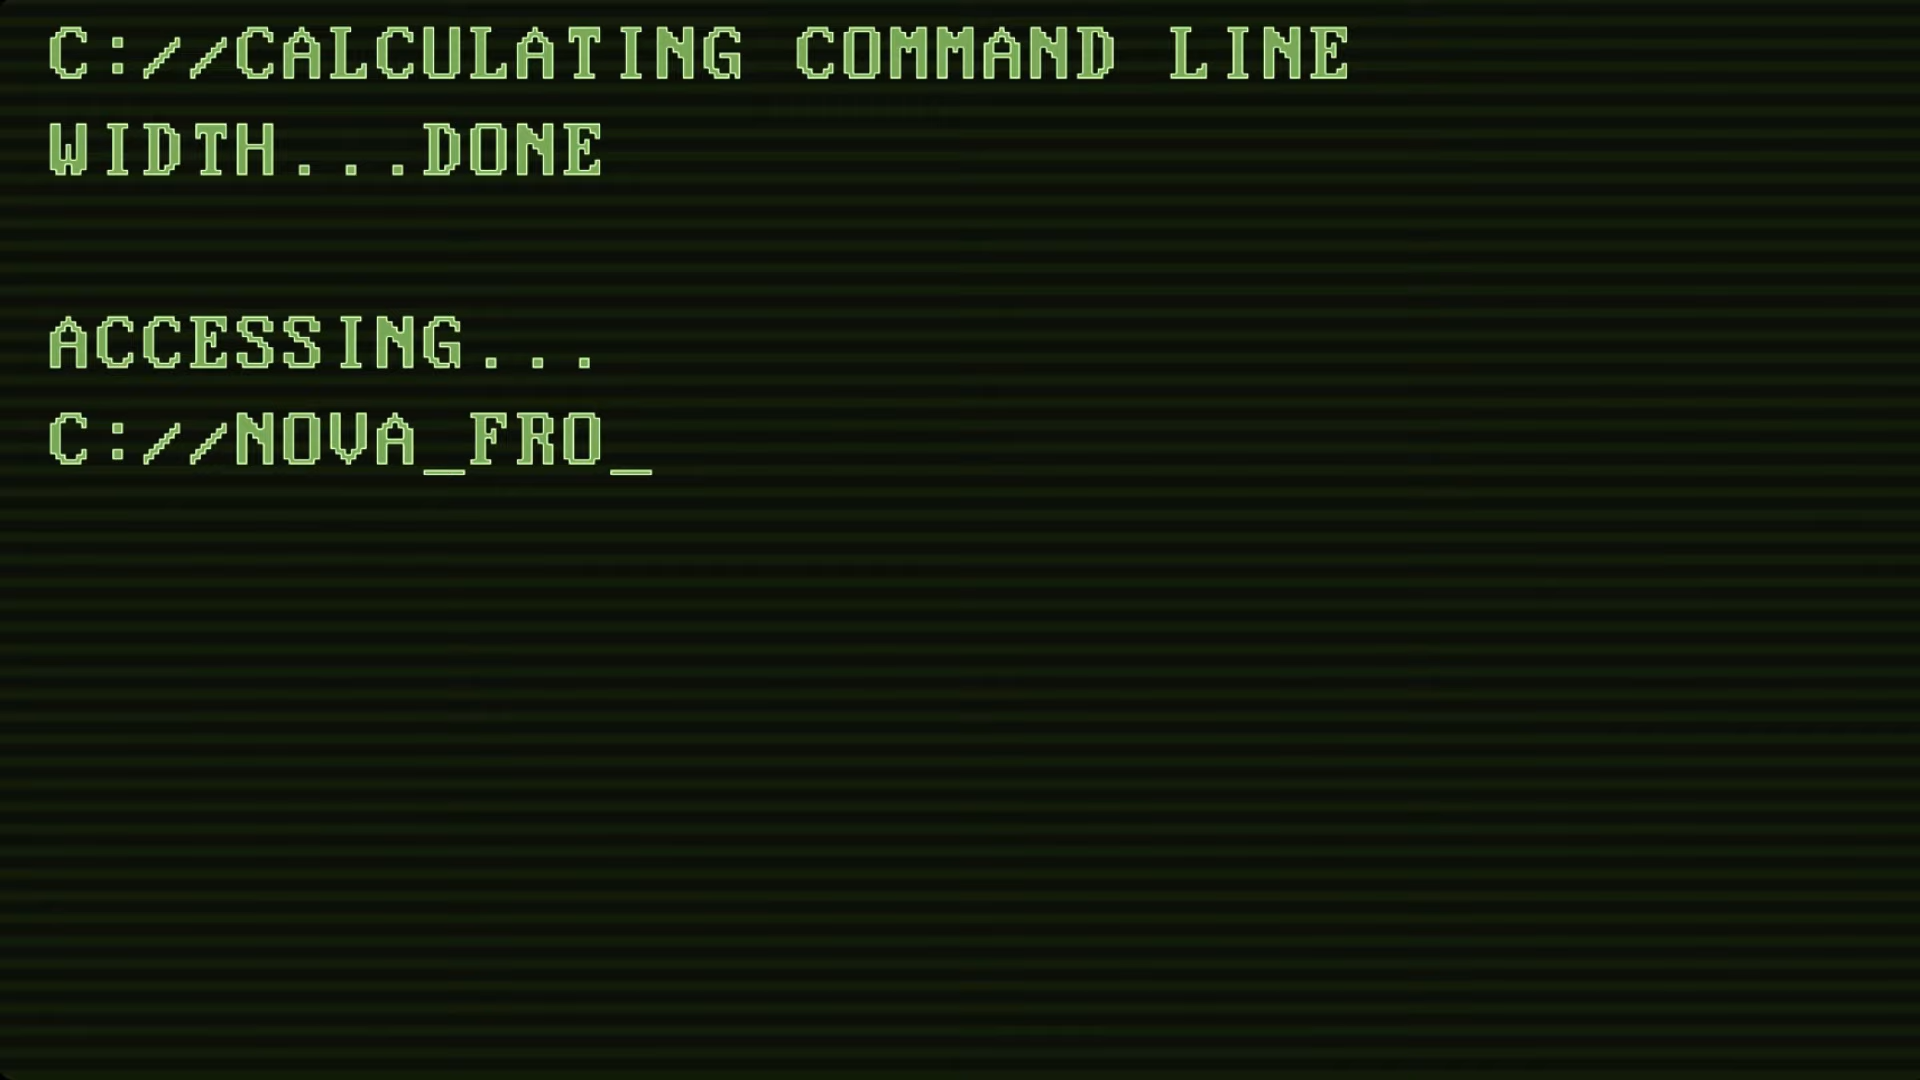 C://CALCULATING COMMAND LINE
WIDTH...DONE
ACCESSING...
C://NOVA_FRO_